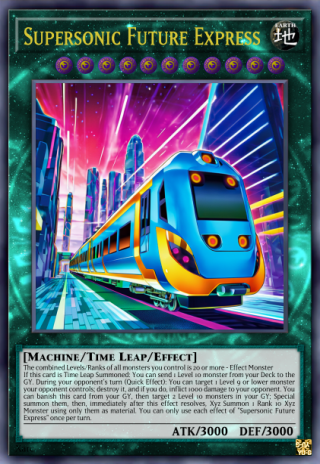 SUPERSONIC FUTURE EXPRESS
EARTH
地
[MACHINE/TIME LEAP/EFFECT]
The combined Levels/Ranks of all monsters you control is 20 or more - Effect Monster
If this card is Time Leap Summoned: You can send 1 Level 10 monster from your Deck to the
GY. During your opponent's turn (Quick Effect): You can target 1 Level 9 or lower monster
your opponent controls; destroy it, and if you do, inflict 1000 damage to your opponent. You
can banish this card from your GY, then target 2 Level 10 monsters in your GY; Special
summon them, then, immediately after this effect resolves, Xyz Summon 1 Rank 10 Xyz
Monster using only them as material. You can only use each effect of "Supersonic Future
Express" once per turn.
ATK/3000 DEF/3000